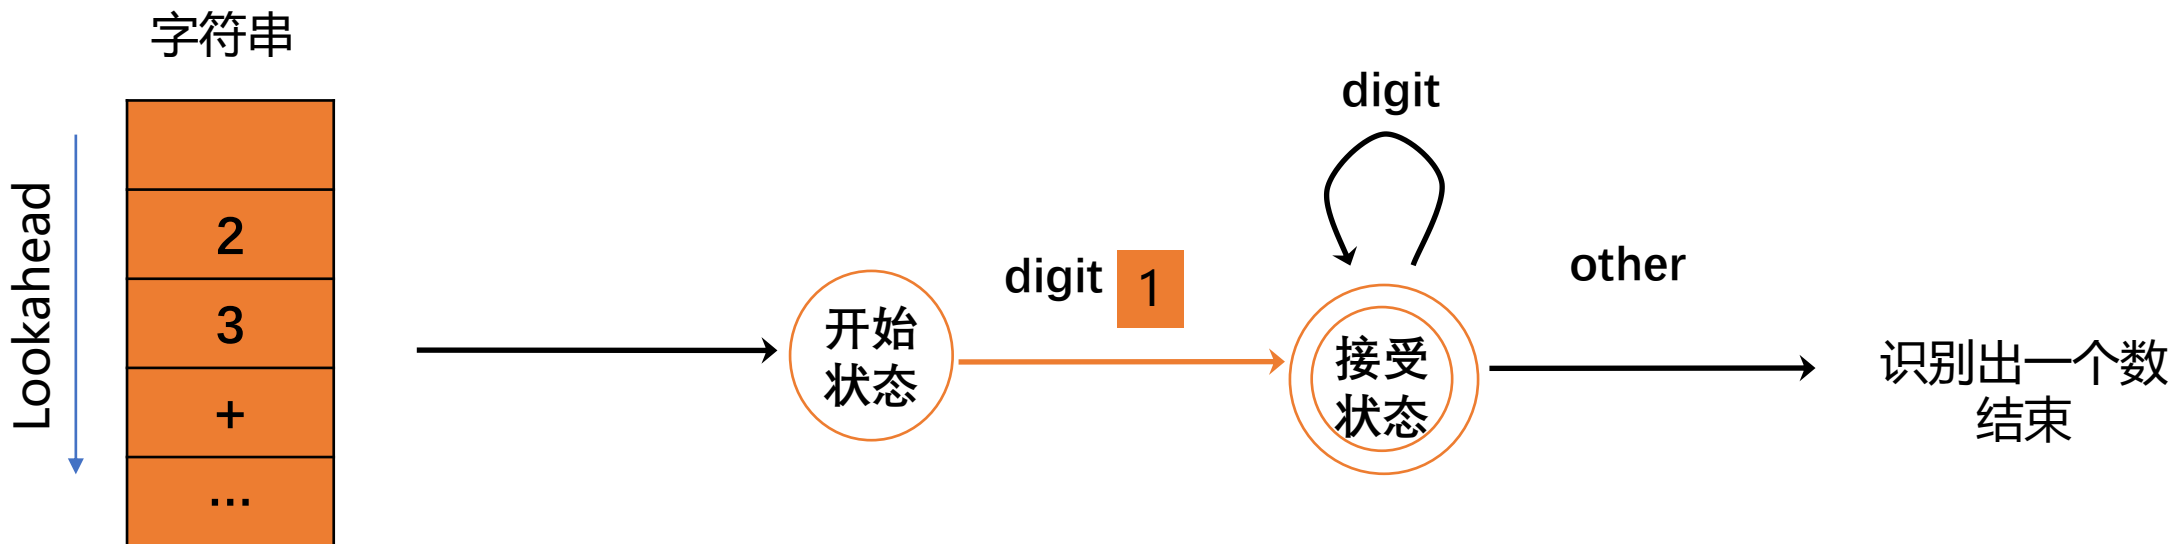 字符串
Lookahead
2
3
+
...
开始
状态
digit 1
digit
接受
状态
other
识别出一个数
结束